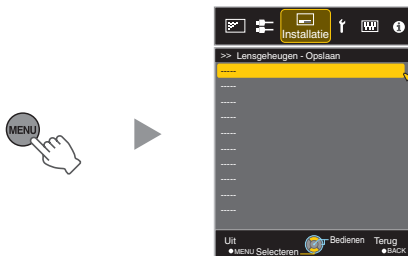 MENU
Installatie
>> Lensgeheugen - Opslaan
-----
-----
-----
-----
-----
-----
-----
-----
-----
-----
Uit Bedienen Terug
●MENU Selecteren ●BACK